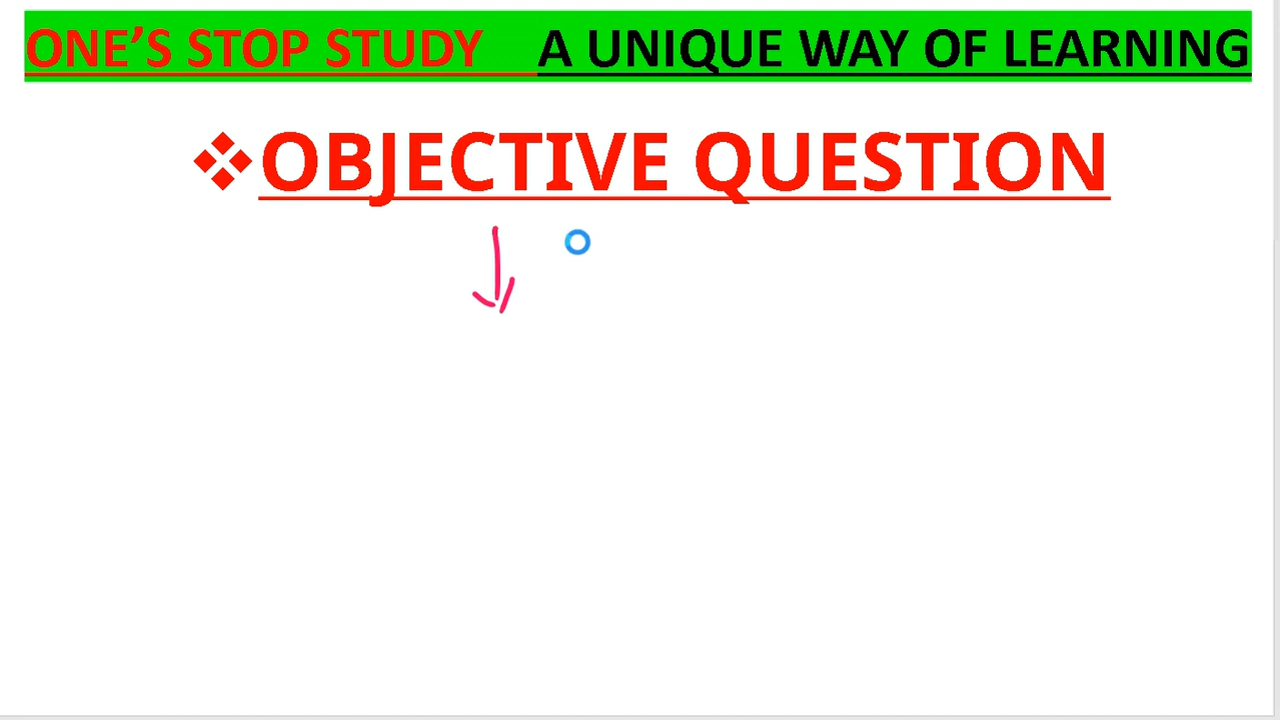 ONE’S STOP STUDY A UNIQUE WAY OF LEARNING
OBJECTIVE QUESTION